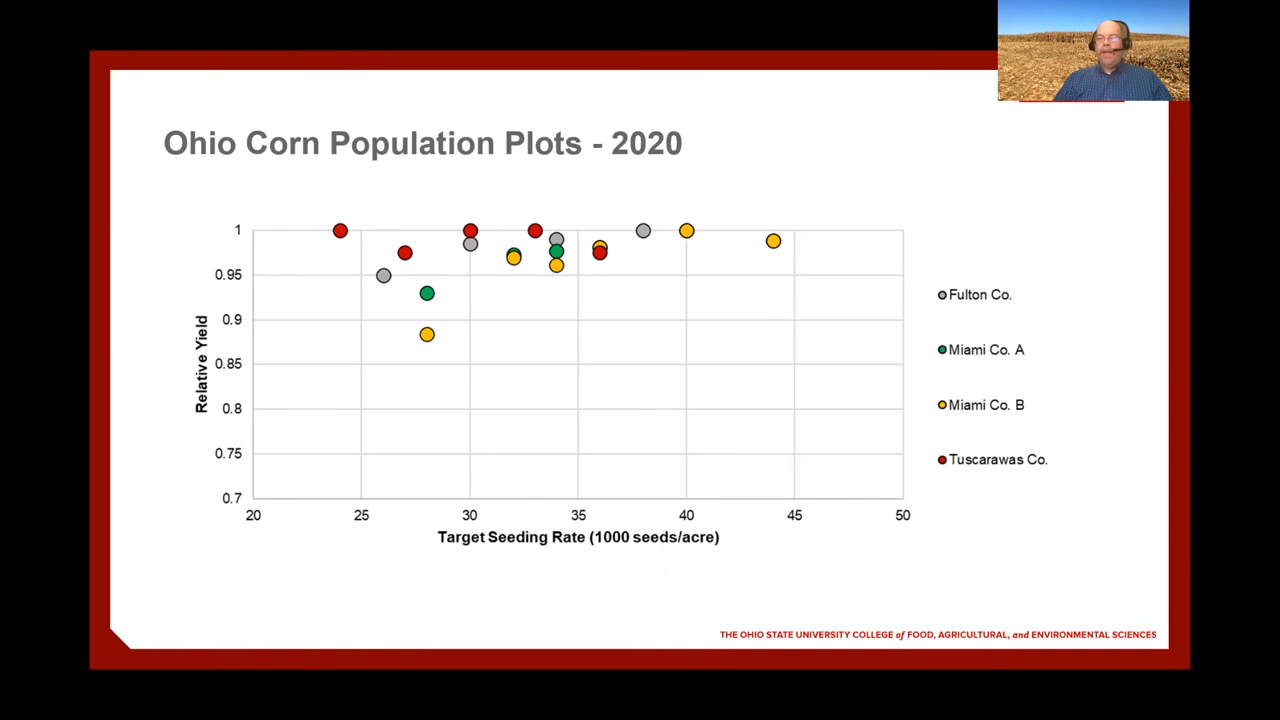 Ohio Corn Population Plots - 2020
1
0.95
0.9
0.85
0.8
0.75
0.7
Relative Yield
20 25 30 35 40 45 50
Target Seeding Rate (1000 seeds/acre)
Fulton Co.
Miami Co. A
Miami Co. B
Tuscarawas Co.
THE OHIO STATE UNIVERSITY COLLEGE of FOOD, AGRICULTURAL, and ENVIRONMENTAL SCIENCES